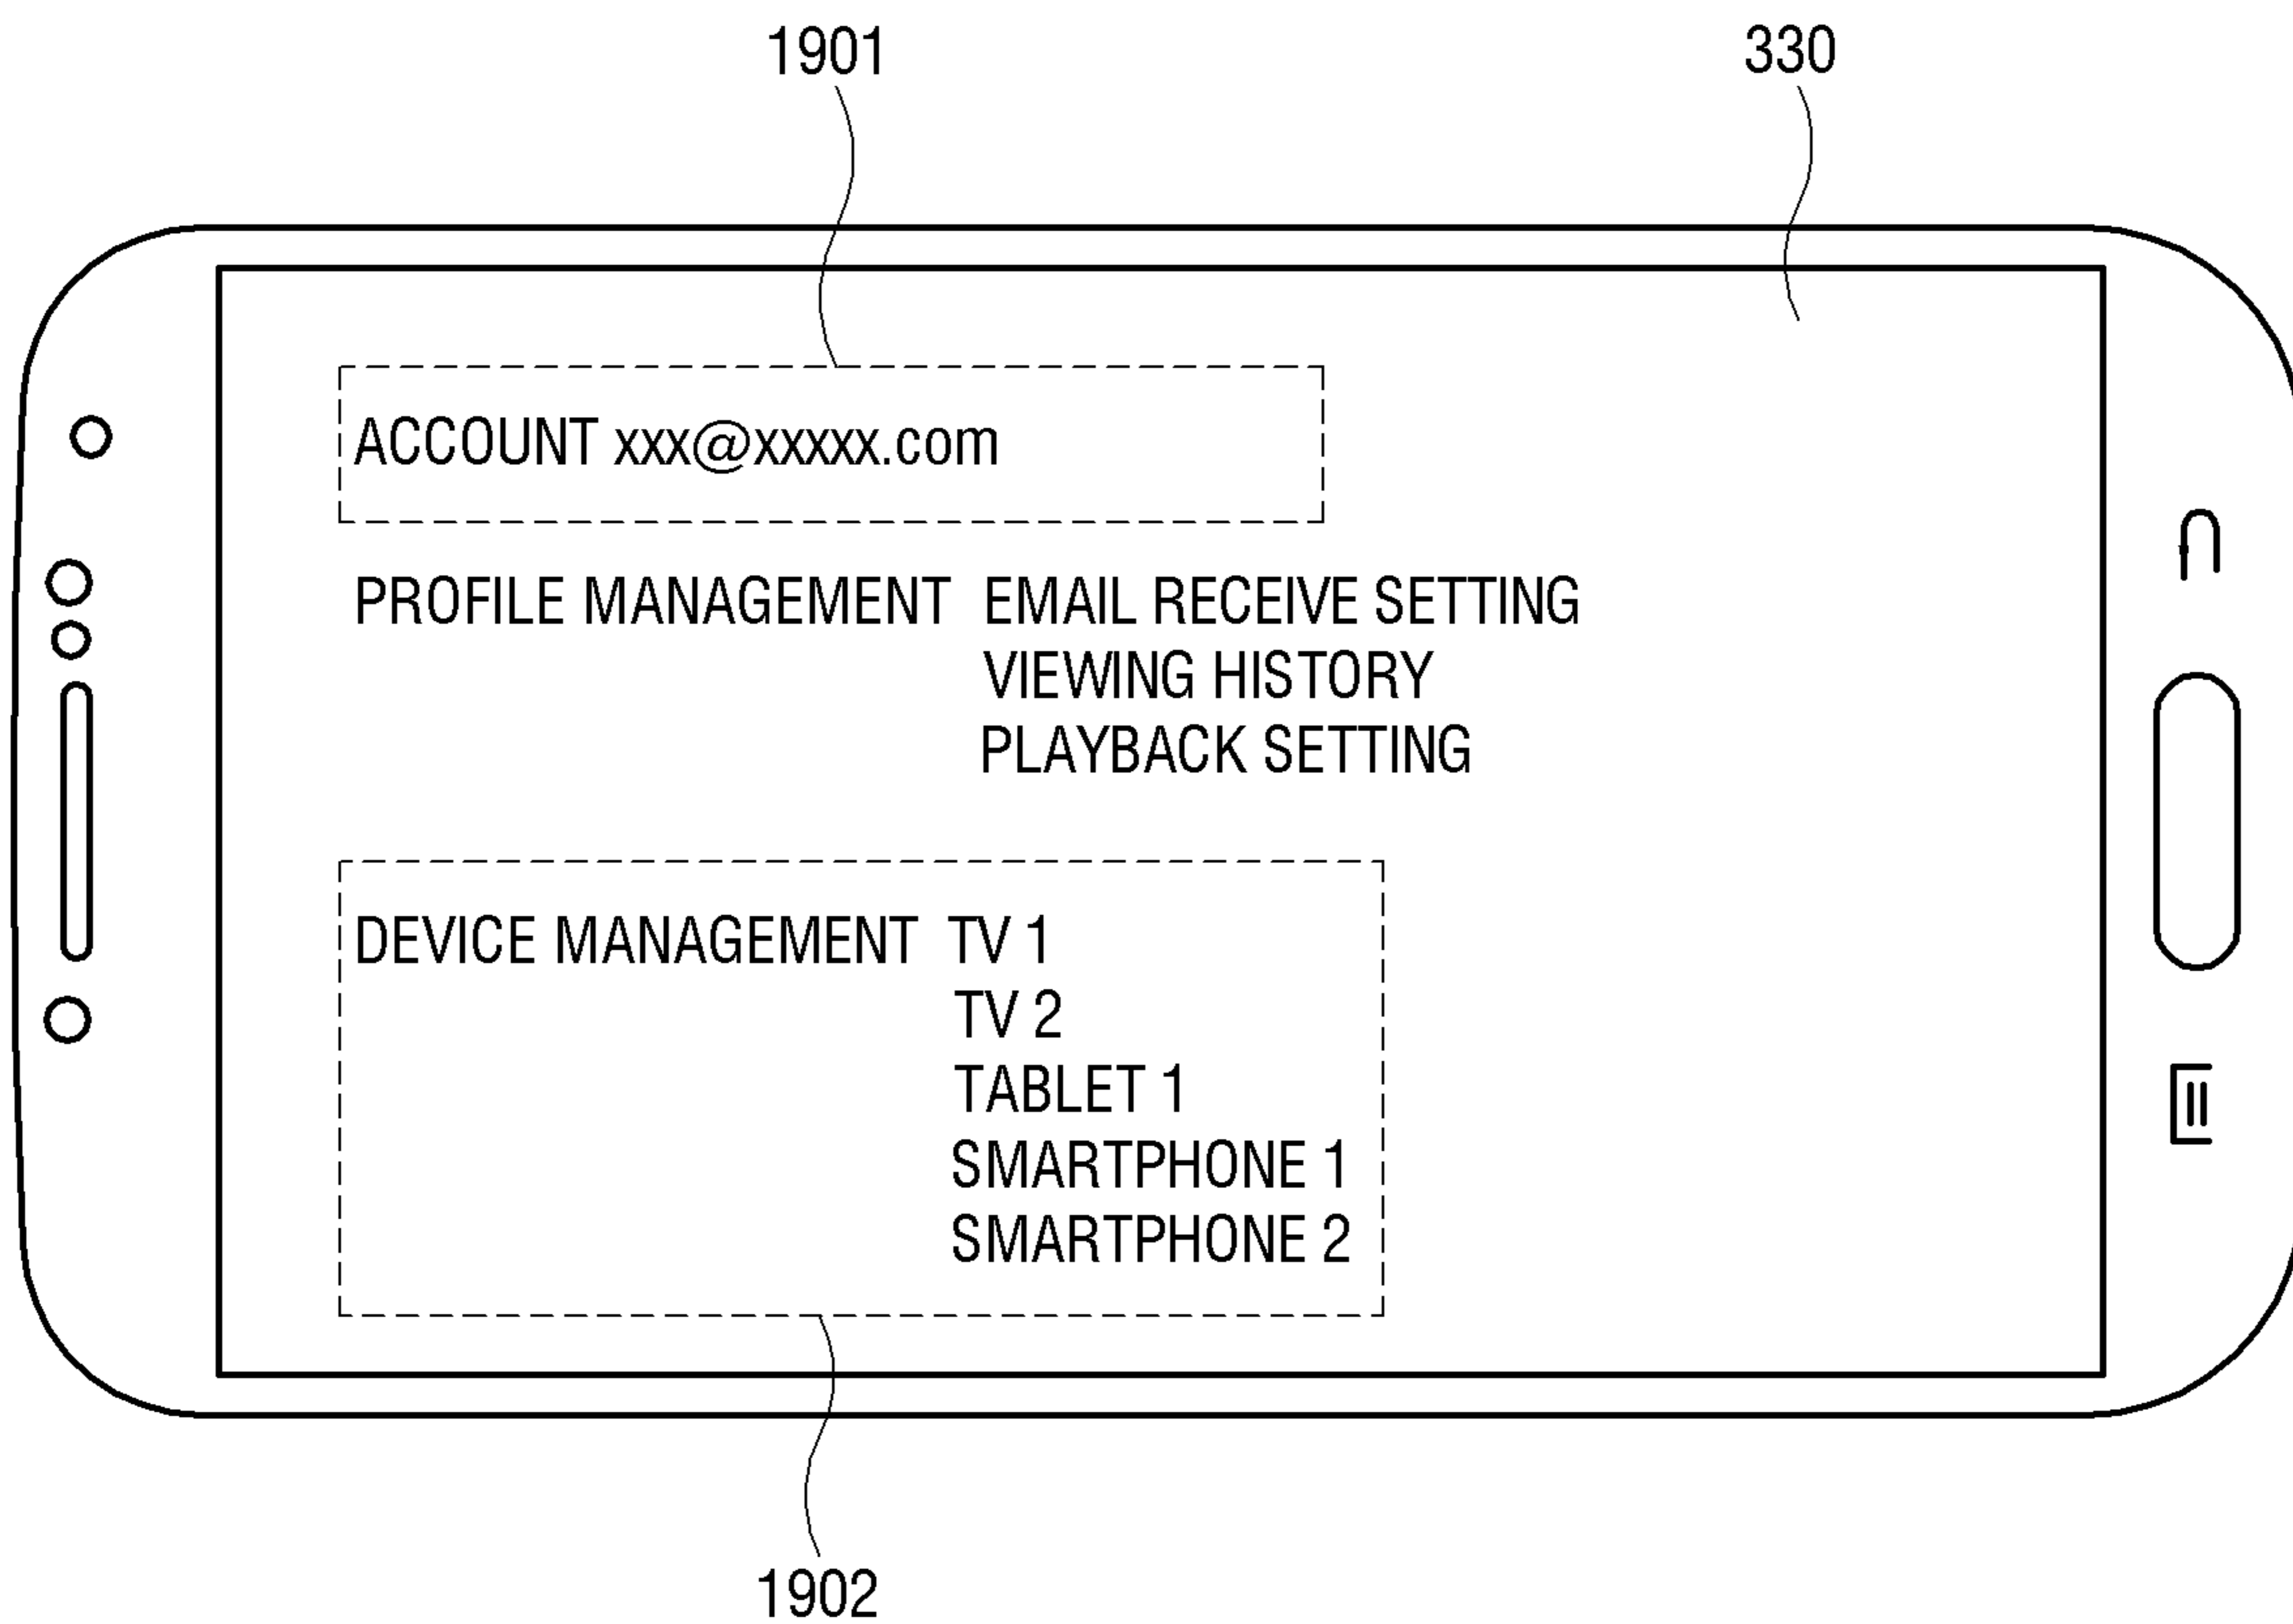 1901
330
ACCOUNT xxx@xxxxx.com
PROFILE MANAGEMENT EMAIL RECEIVE SETTING
VIEWING HISTORY
PLAYBACK SETTING
DEVICE MANAGEMENT TV 1
TV 2
TABLET 1
SMARTPHONE 1
SMARTPHONE 2
1902